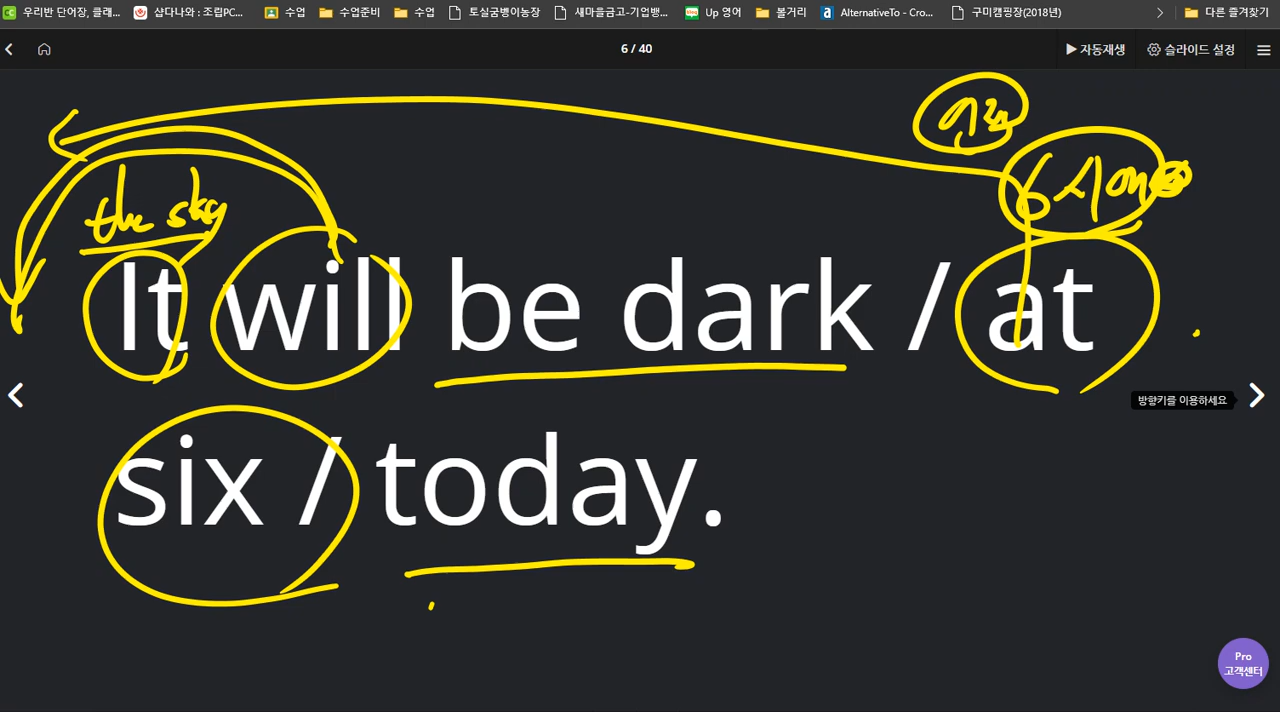 우리반 단어장, 클래... 샵다나와 : 조립PC... 수업 수업준비 수업 토실굼벵이농장 새마을금고-기업뱅... Up 영어 볼거리 AlternativeTo - Cro... 구미캠핑장(2018년) 다른 즐겨찾기
6 / 40 자동재생 슬라이드 설정
6시에
the sky
It will be dark / at
방향키를 이용하세요
six / today.
Pro
고객센터